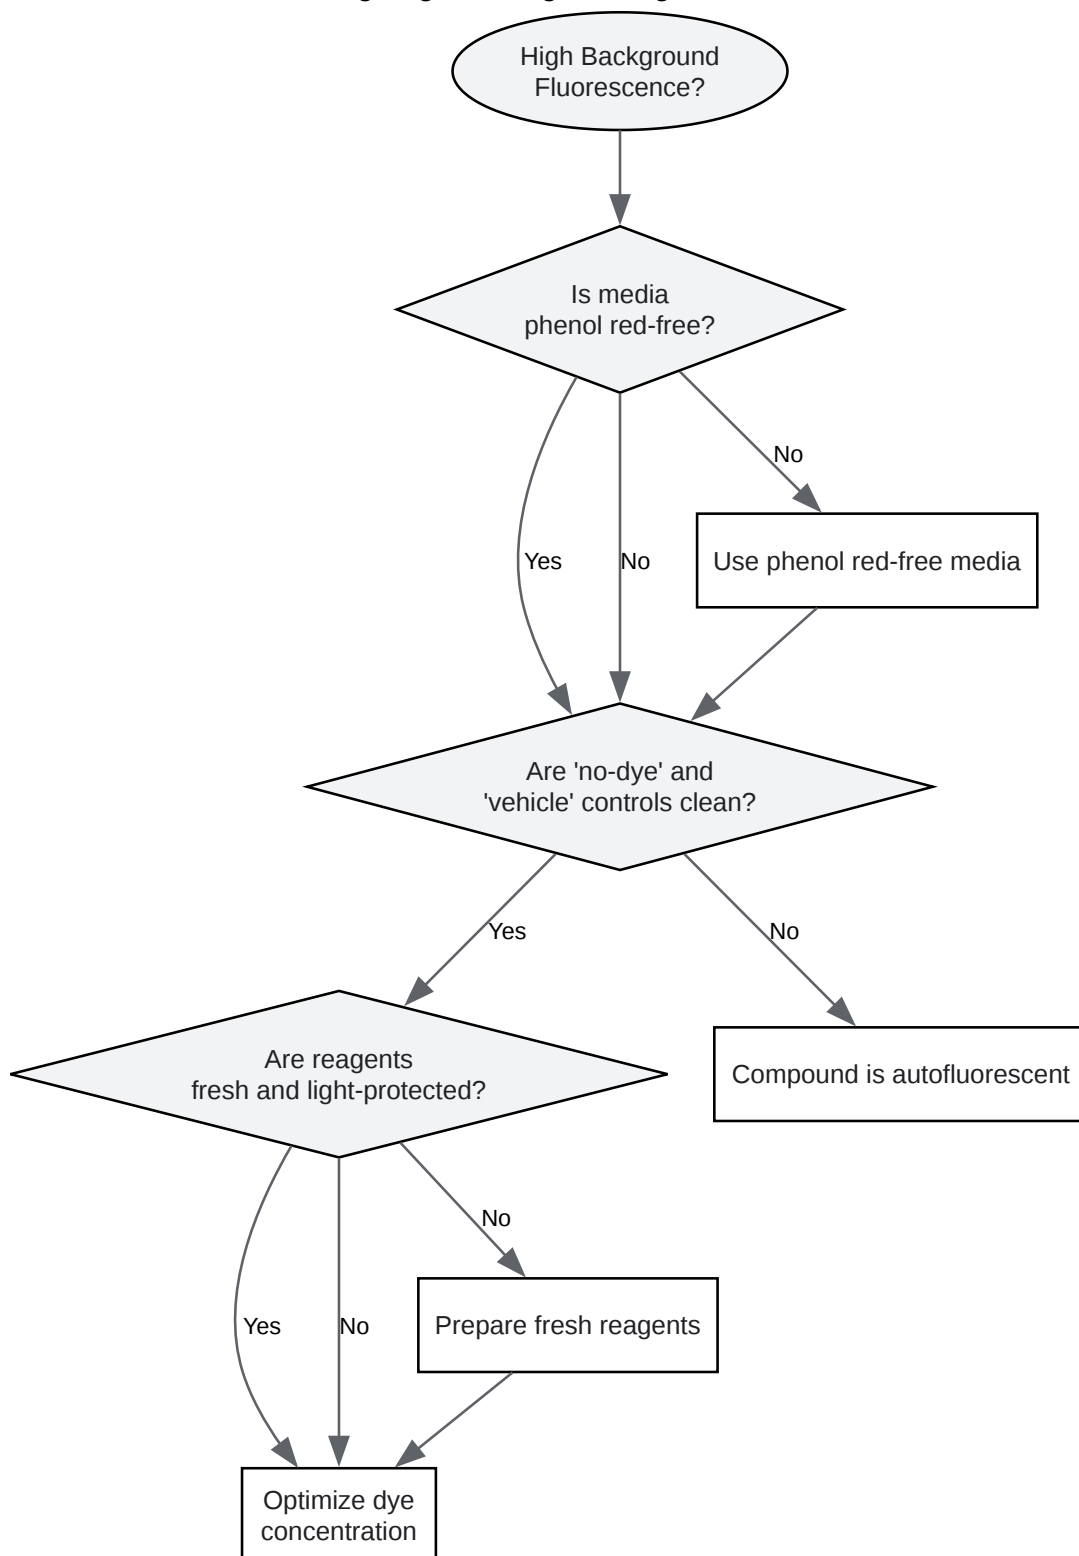 High Background
Fluorescence?
Is media
phenol red-free?
No
Yes
No
Use phenol red-free media
Are 'no-dye' and
'vehicle' controls clean?
Yes
No
Are reagents
fresh and light-protected?
Compound is autofluorescent
No
Yes
No
Prepare fresh reagents
Optimize dye
concentration